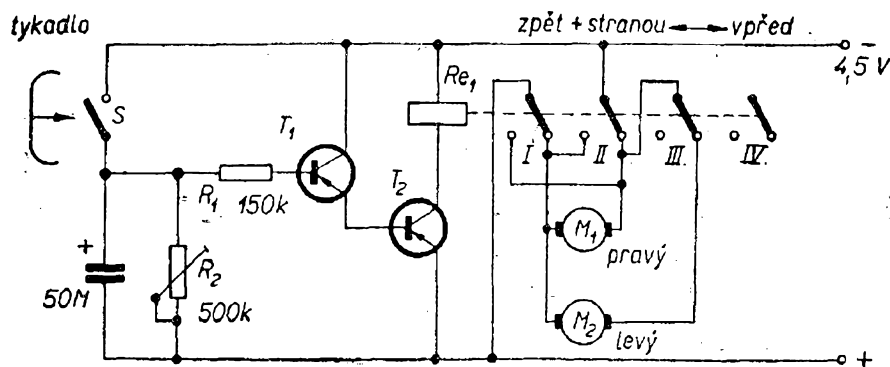 tykadlo
zpět + stranou
vpřed
−
4,5 V
S
T1
Re1
I
II
III.
IV.
R1
150k
T2
+
50M
R2
500k
M1
pravý
M2
levý
+